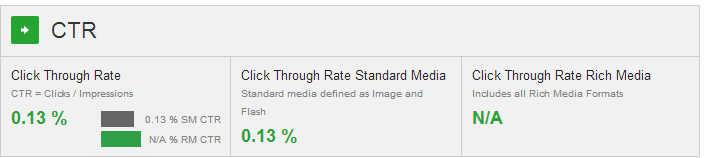 CTR
Click Through Rate
CTR = Clicks / Impressions
0.13 %
0.13 % SM CTR
N/A % RM CTR
Click Through Rate Standard Media
Standard media defined as Image and
Flash
0.13 %
Click Through Rate Rich Media
Includes all Rich Media Formats
N/A